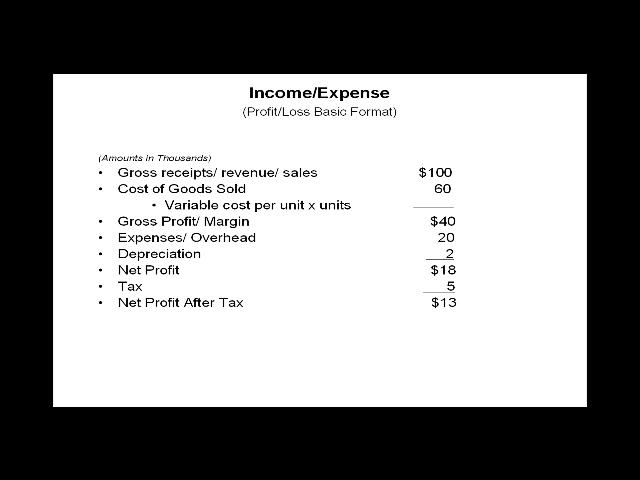 Income/Expense
(Profit/Loss Basic Format)
(Amounts in Thousands)
• Gross receipts/ revenue/ sales $100
• Cost of Goods Sold 60
• Variable cost per unit x units
• Gross Profit/ Margin $40
• Expenses/ Overhead 20
• Depreciation 2
• Net Profit $18
• Tax 5
• Net Profit After Tax $13